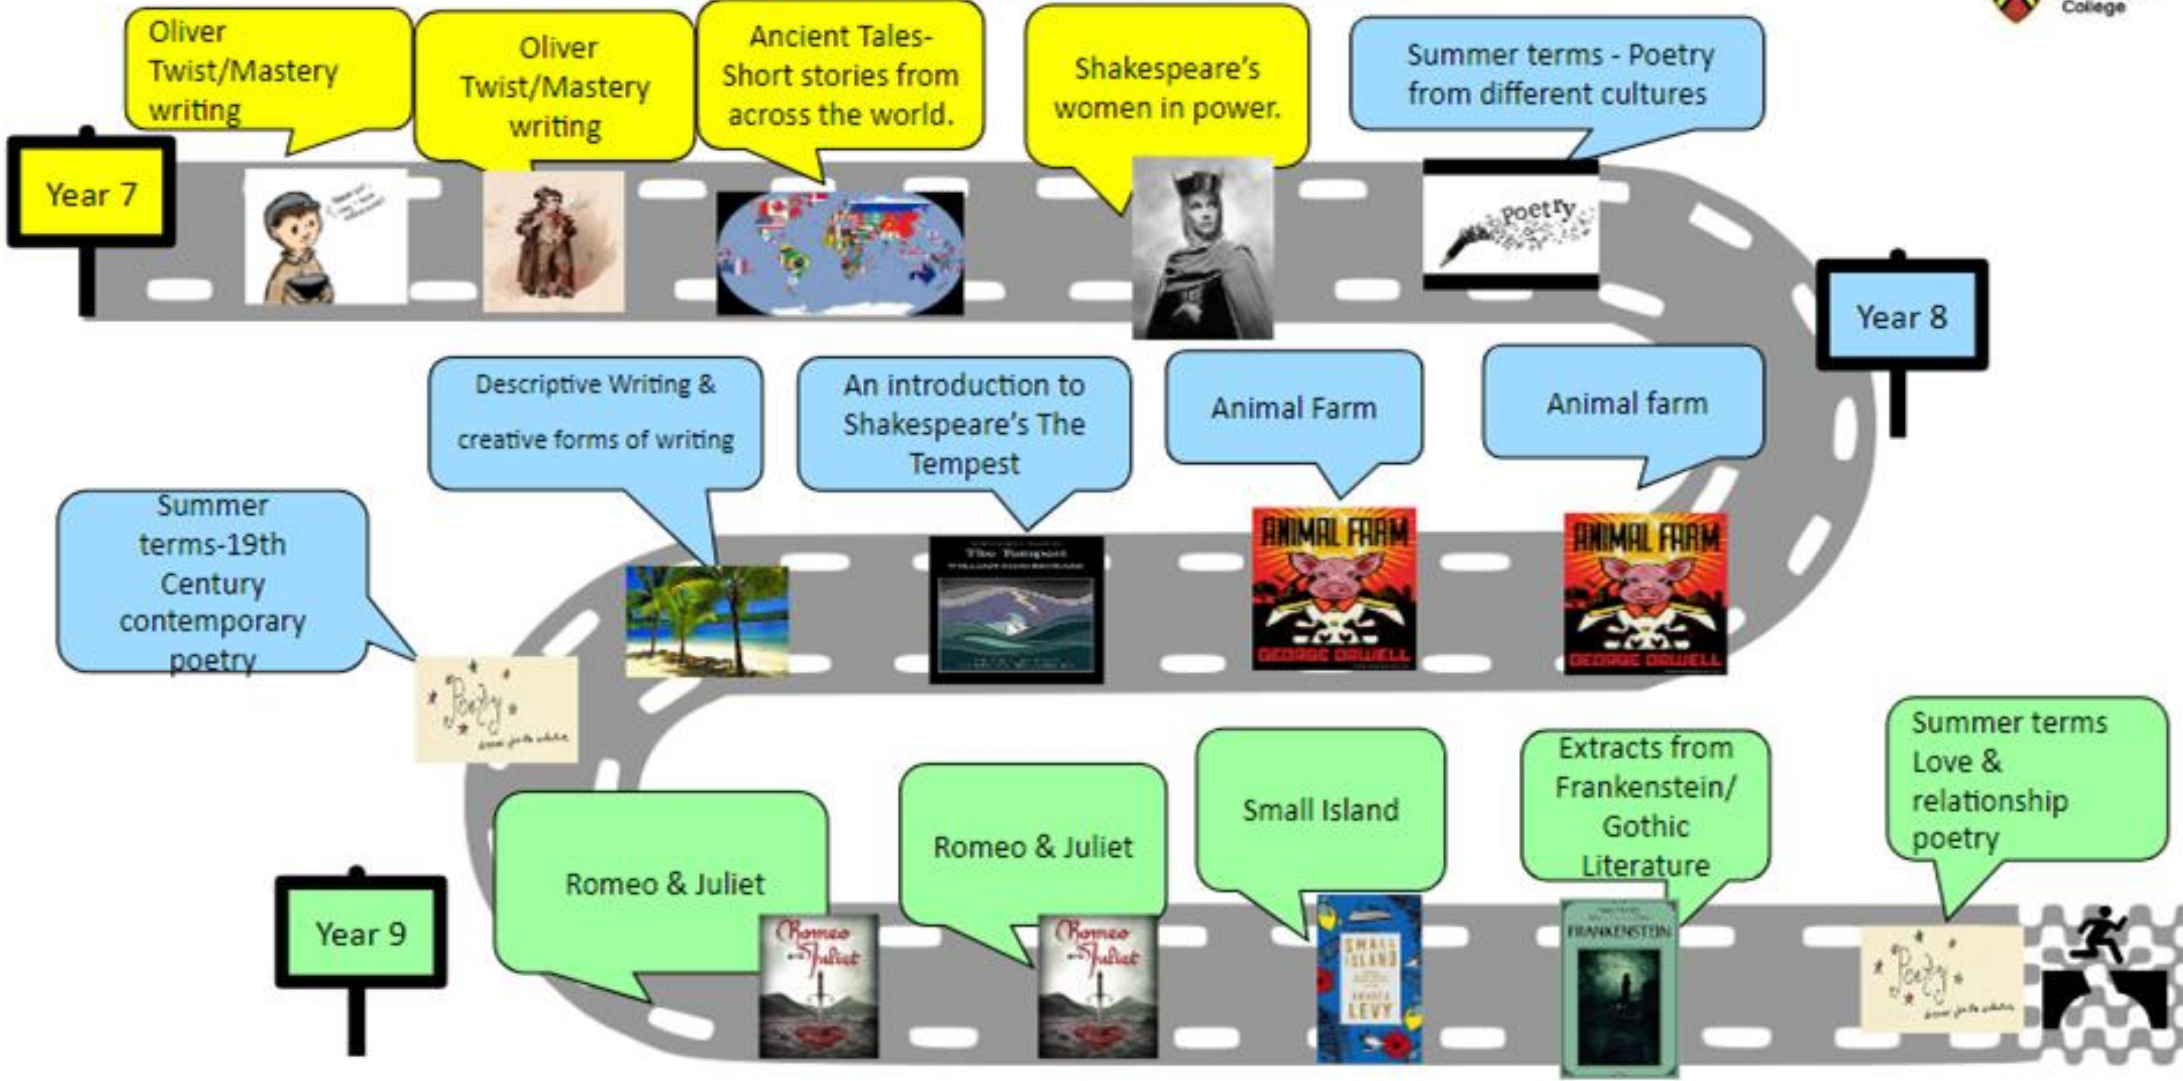 College
Oliver
Twist/Mastery
writing
Oliver
Twist/Mastery
writing
Ancient Tales-
Short stories from
across the world.
Shakespeare's
women in power.
Summer terms - Poetry
from different cultures
Year 7
Poetry
Year 8
Descriptive Writing &
creative forms of writing
An introduction to
Shakespeare's The
Tempest
Animal Farm
Animal farm
Summer
terms-19th
Century
contemporary
poetry
The Tempest
WILLIAM SHAKESPEARE
ANIMAL FARM
GEORGE ORWELL
ANIMAL FARM
GEORGE ORWELL
Poetry
Summer terms
Love &
relationship
poetry
Extracts from
Frankenstein/
Gothic
Literature
Small Island
Romeo & Juliet
Romeo & Juliet
Year 9
Romeo
and Juliet
Romeo
and Juliet
SMALL
ISLAND
ANDREA
LEVY
FRANKENSTEIN
Poetry